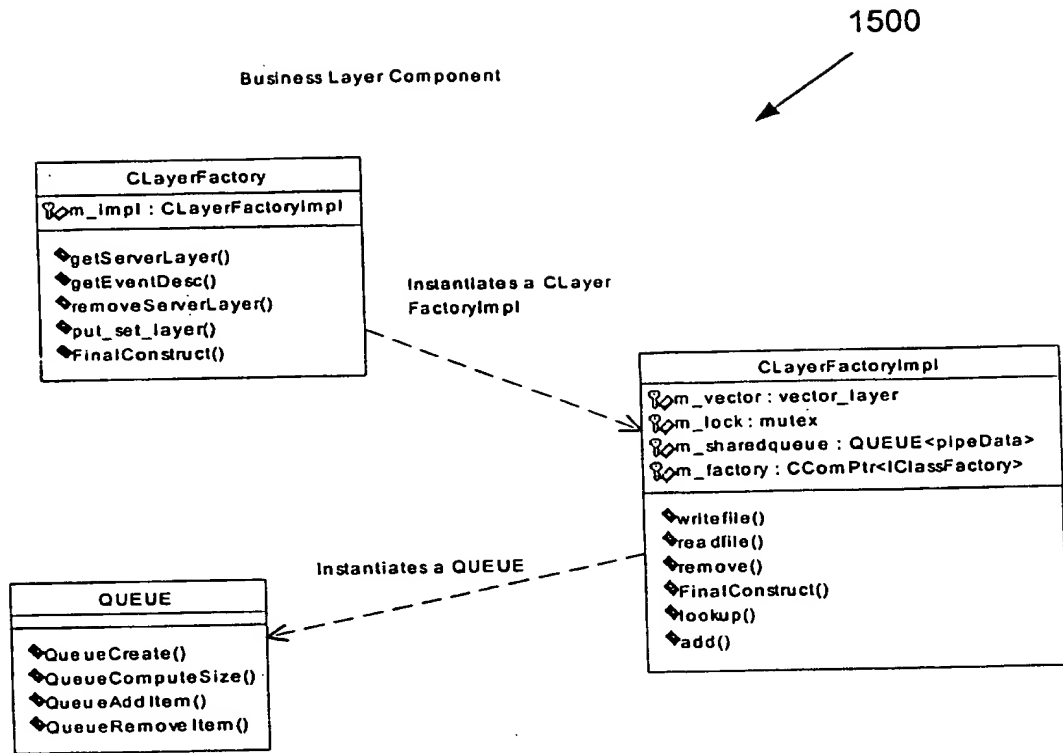 1500
Business Layer Component
CLayerFactory
m_impl : CLayerFactoryImpl
getServerLayer()
getEventDesc()
removeServerLayer()
put_set_layer()
FinalConstruct()
Instantiates a CLayer
FactoryImpl
CLayerFactoryImpl
m_vector : vector_layer
m_lock : mutex
m_sharedqueue : QUEUE<pipeData>
m_factory : CComPtr<IClassFactory>
writefile()
readfile()
remove()
FinalConstruct()
lookup()
add()
Instantiates a QUEUE
QUEUE
QueueCreate()
QueueComputeSize()
QueueAddItem()
QueueRemoveItem()